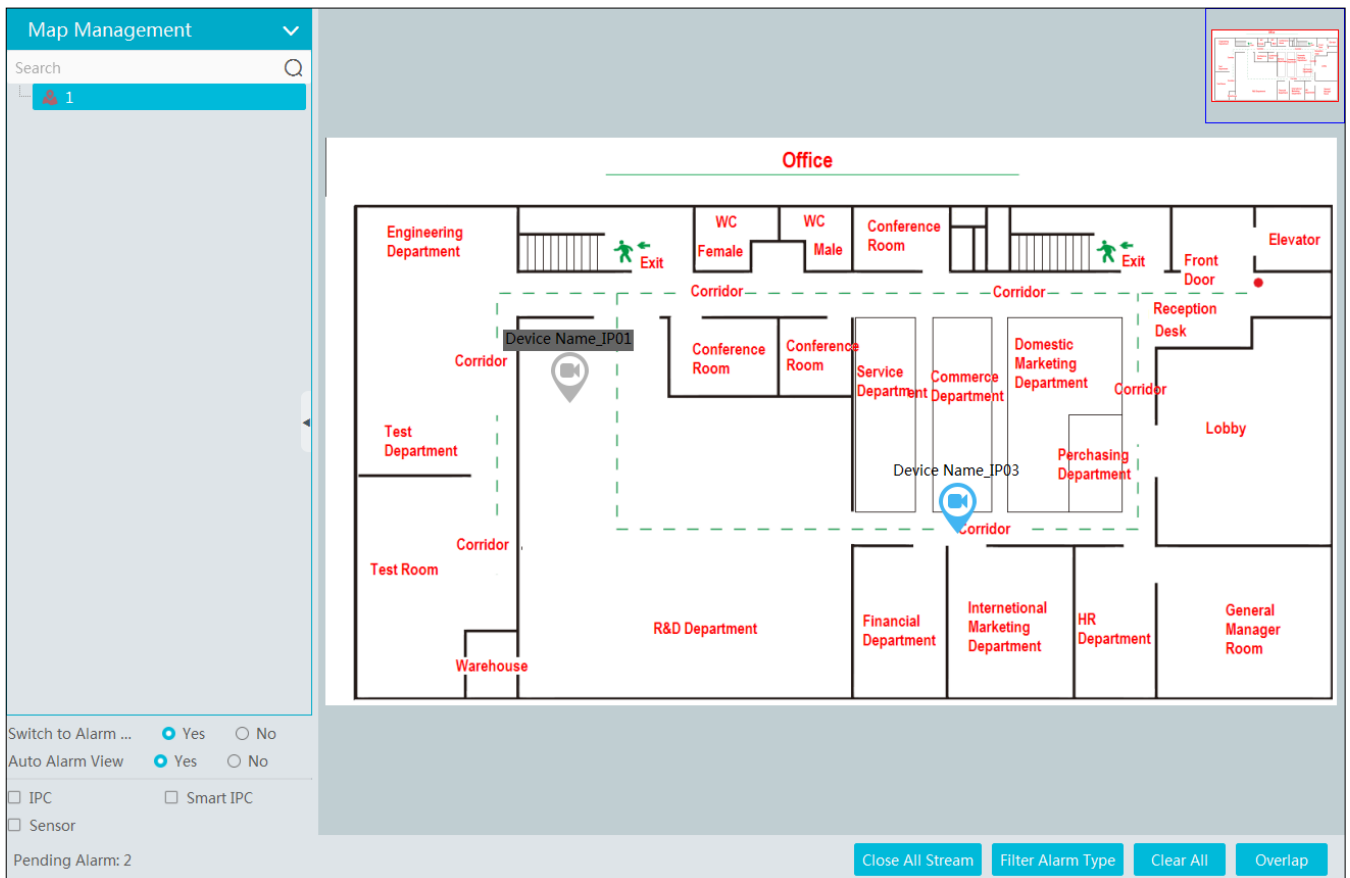 Map Management
Search
1
Office
Engineering
Department
WC
Female
WC
Male
Conference
Room
Exit
Exit
Front
Door
Elevator
Corridor
Corridor
Reception
Desk
Device Name_IP01
Corridor
Conference
Room
Conference
Room
Service
Department
Commerce
Department
Domestic
Marketing
Department
Corridor
Test
Department
Lobby
Perchasing
Department
Device Name_IP03
Corridor
Corridor
Test Room
R&D Department
Financial
Department
Internetional
Marketing
Department
HR
Department
General
Manager
Room
Warehouse
Switch to Alarm ...
Yes
No
Auto Alarm View
Yes
No
IPC
Smart IPC
Sensor
Pending Alarm: 2
Close All Stream
Filter Alarm Type
Clear All
Overlap